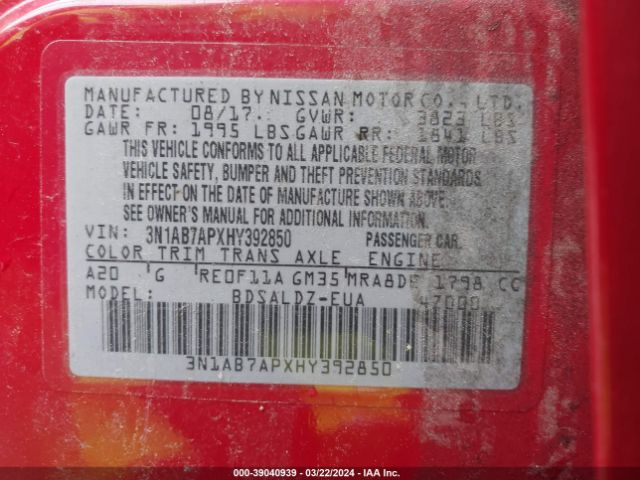 MANUFACTURED BY NISSAN MOTOR CO., LTD.
DATE: 08/17 GVWR: 3823 LBS
GAWR FR: 1995 LBS GAWR RR: 1841 LBS
THIS VEHICLE CONFORMS TO ALL APPLICABLE FEDERAL MOTOR
VEHICLE SAFETY, BUMPER AND THEFT PREVENTION STANDARDS
IN EFFECT ON THE DATE OF MANUFACTURE SHOWN ABOVE.
SEE OWNER'S MANUAL FOR ADDITIONAL INFORMATION.
VIN: 3N1AB7APXHY392850 PASSENGER CAR
COLOR TRIM TRANS AXLE ENGINE
A20 G RE0F11A GM35 MRA8DE 1798 CC
MODEL: BDSALDZ-EUA 47000
3N1AB7APXHY392850
000-39040939 - 03/22/2024 - IAA Inc.